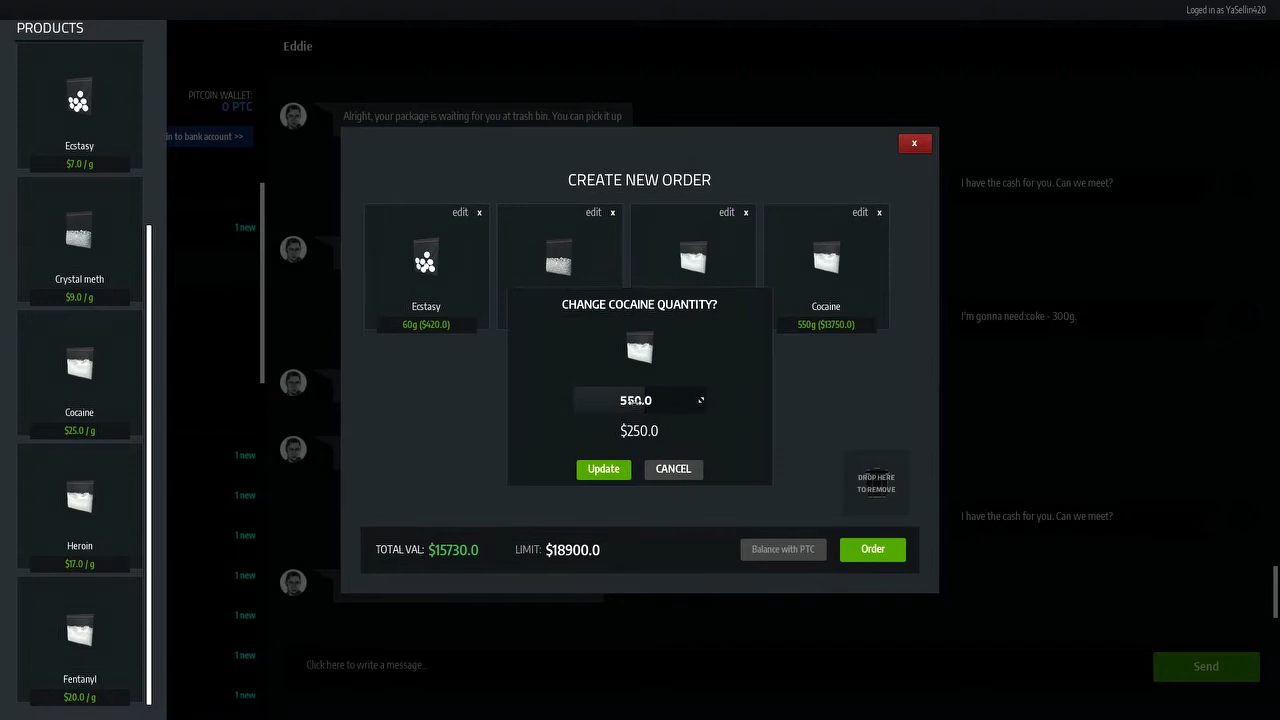 Loged in as YaSellin420
PRODUCTS
Ecstasy
$7.0 / g
Crystal meth
$9.0 / g
Cocaine
$25.0 / g
Heroin
$17.0 / g
Fentanyl
$20.0 / g
PITCOIN WALLET:
0 PTC
in to bank account >>
1 new
1 new
1 new
1 new
1 new
1 new
1 new
1 new
Eddie
Alright, your package is waiting for you at trash bin. You can pick it up
I have the cash for you. Can we meet?
I'm gonna need:coke - 300g.
I have the cash for you. Can we meet?
x
CREATE NEW ORDER
edit x
edit x
edit x
edit x
Ecstasy
60g ($420.0)
Cocaine
550g ($13750.0)
CHANGE COCAINE QUANTITY?
550.0
$250.0
Update
CANCEL
DROP HERE
TO REMOVE
TOTAL VAL: $15730.0
LIMIT: $18900.0
Balance with PTC
Order
Click here to write a message...
Send